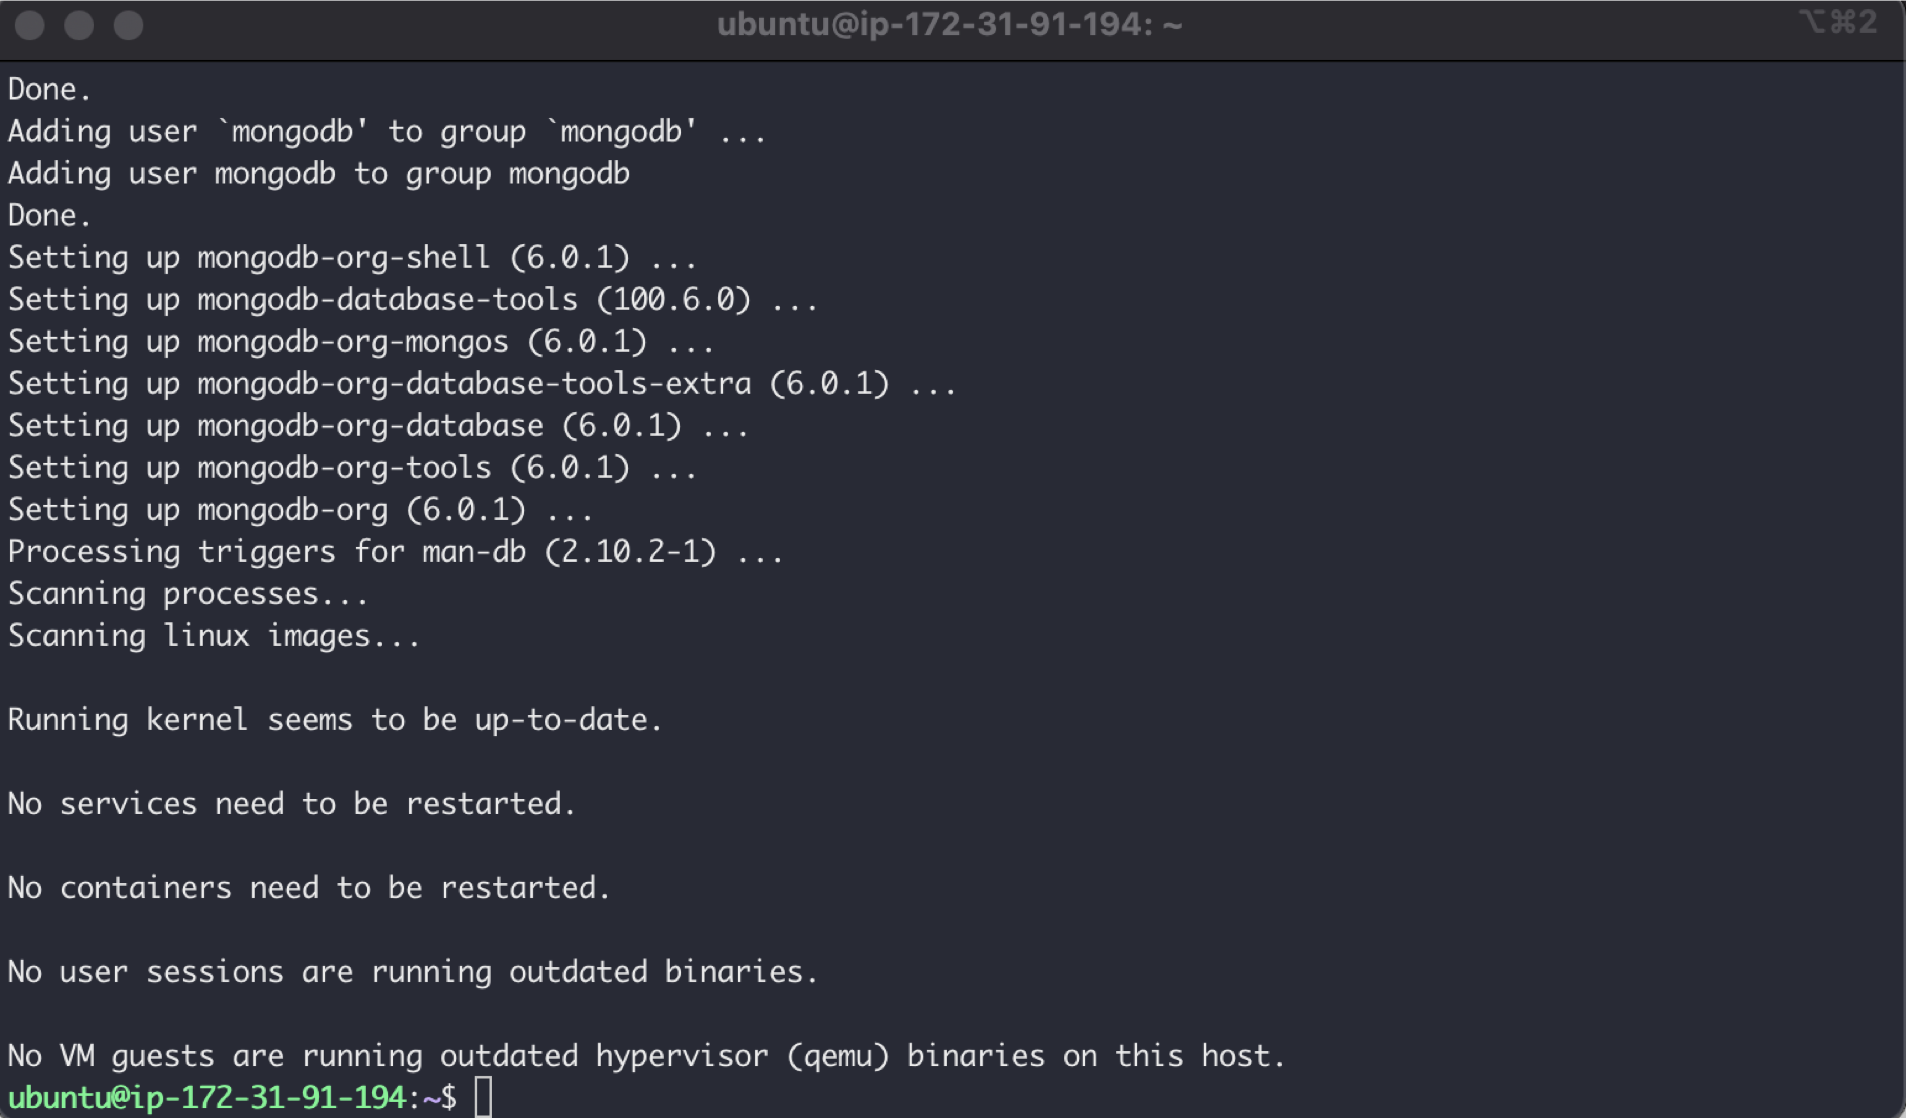 ubuntu@ip-172-31-91-194: ~
⌥⌘2
Done.
Adding user `mongodb' to group `mongodb' ...
Adding user mongodb to group mongodb
Done.
Setting up mongodb-org-shell (6.0.1) ...
Setting up mongodb-database-tools (100.6.0) ...
Setting up mongodb-org-mongos (6.0.1) ...
Setting up mongodb-org-database-tools-extra (6.0.1) ...
Setting up mongodb-org-database (6.0.1) ...
Setting up mongodb-org-tools (6.0.1) ...
Setting up mongodb-org (6.0.1) ...
Processing triggers for man-db (2.10.2-1) ...
Scanning processes...
Scanning linux images...
Running kernel seems to be up-to-date.
No services need to be restarted.
No containers need to be restarted.
No user sessions are running outdated binaries.
No VM guests are running outdated hypervisor (qemu) binaries on this host.
ubuntu@ip-172-31-91-194:~$